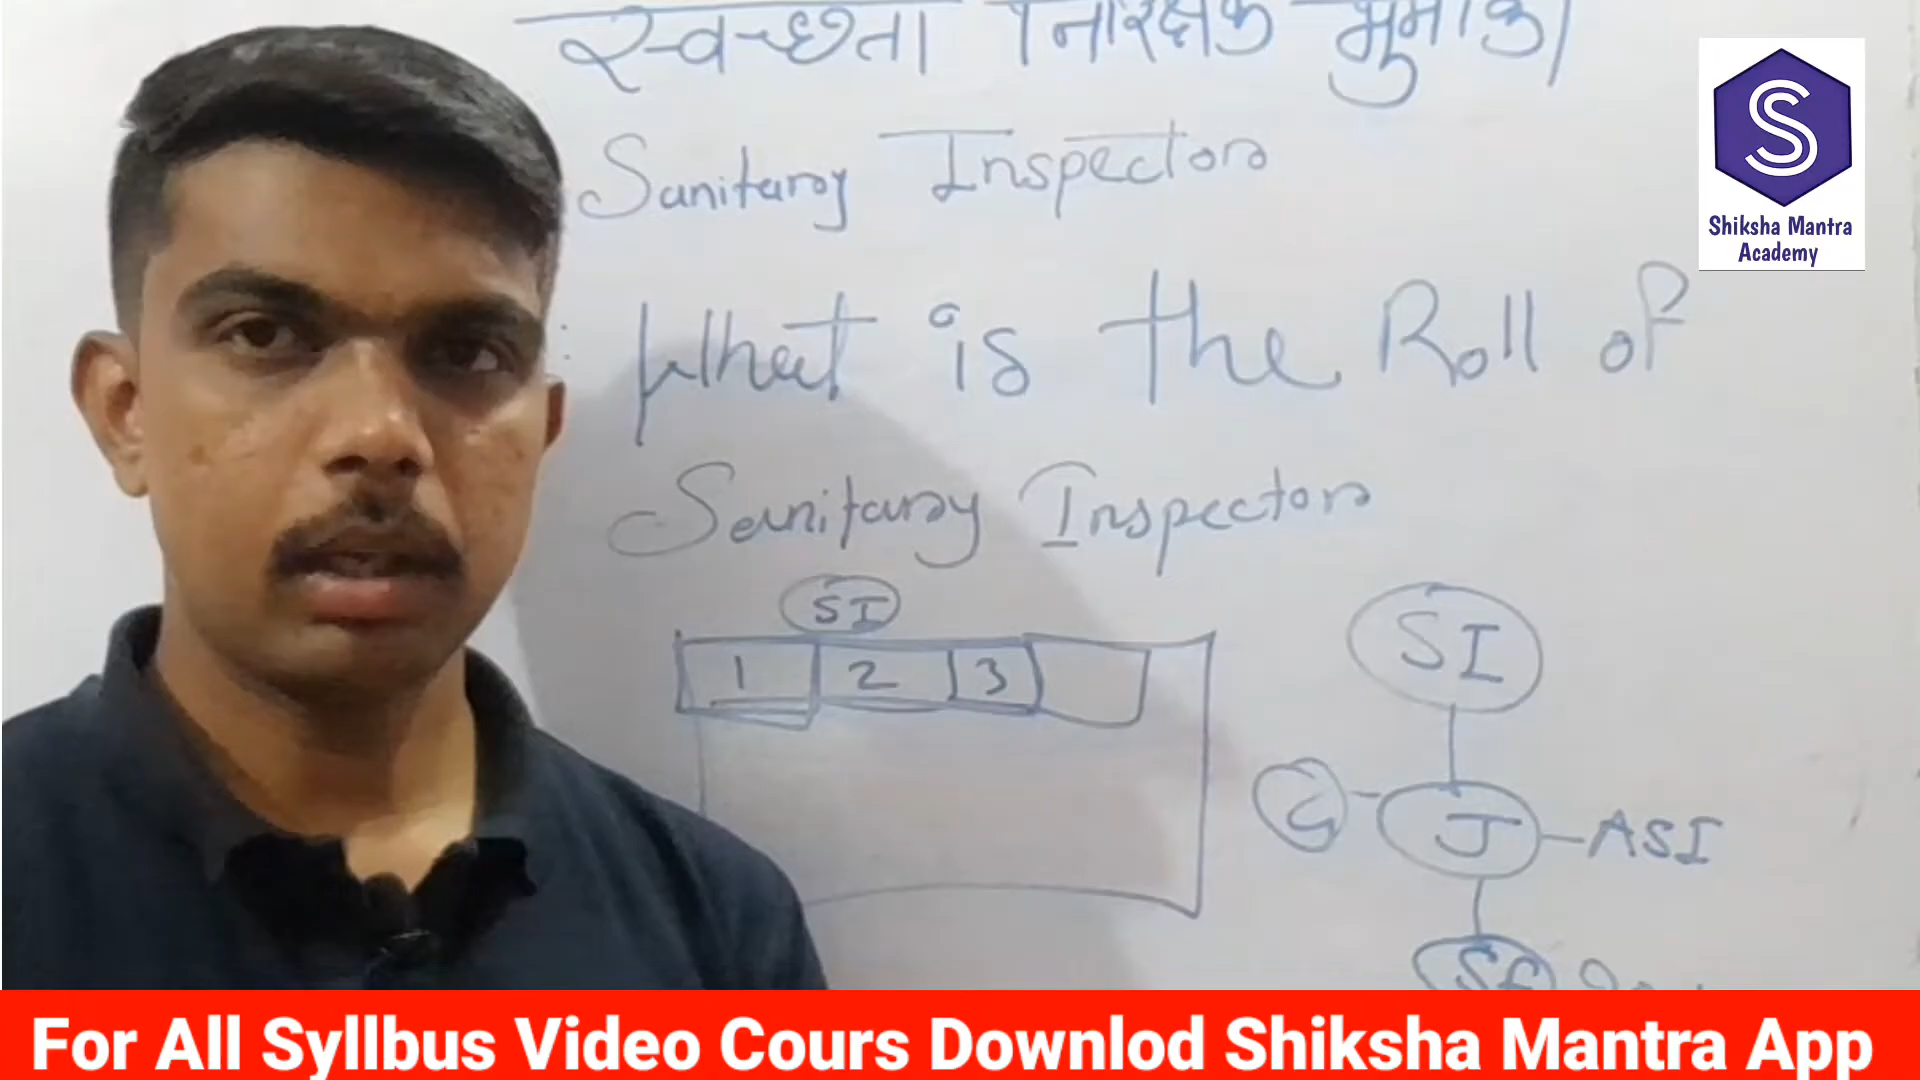 स्वच्छता निरिक्षक भुमीका
Sanitary Inspector
Shiksha Mantra
Academy
What is the Roll of
Sanitary Inspector
SI
1 2 3
SI
G J ASI
For All Syllbus Video Cours Downlod Shiksha Mantra App